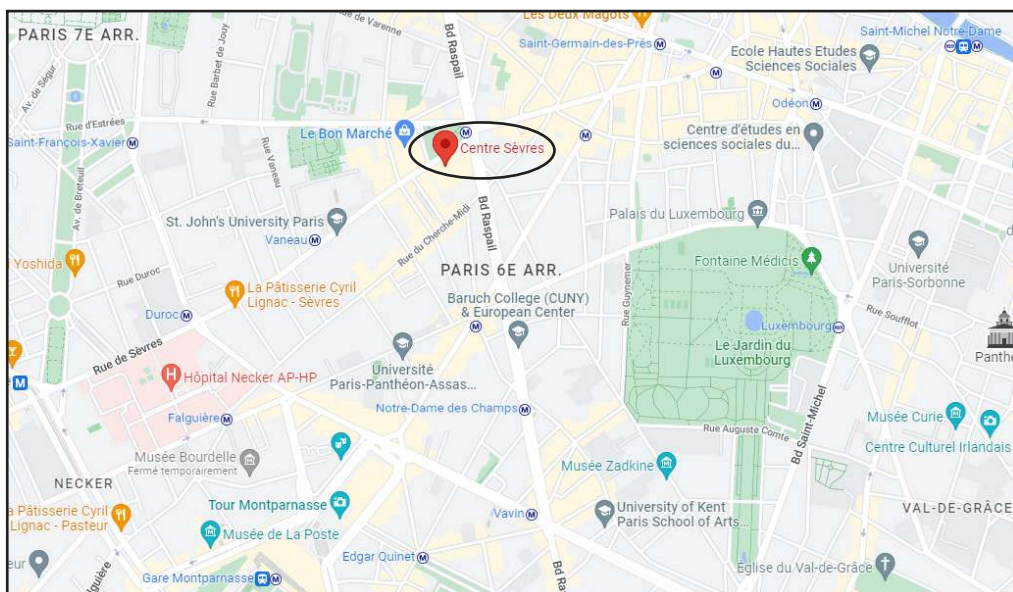 PARIS 7E ARR.
Rue de Varenne
Les Deux Magots
Saint-Germain-des-Prés
Saint-Michel Notre-Dame
Ecole Hautes Etudes
Sciences Sociales
Av. de Ségur
Rue Barbet de Jouy
Bd Raspail
Odéon
Rue d'Estrées
Le Bon Marché
Centre Sèvres
Centre d'études en
sciences sociales du...
Saint-François-Xavier
Rue Vaneau
Av. de Breteuil
St. John's University Paris
Vaneau
Rue du Cherche-Midi
Bd Raspail
Palais du Luxembourg
Yoshida
Rue Duroc
PARIS 6E ARR.
Fontaine Médicis
Université
Paris-Sorbonne
La Pâtisserie Cyril
Lignac - Sèvres
Rue Guynemer
Baruch College (CUNY)
& European Center
Duroc
Luxembourg
Rue Soufflot
Rue de Sèvres
Le Jardin du
Luxembourg
Panthé
Université
Paris-Panthéon-Assas...
Hôpital Necker AP-HP
Falguière
Notre-Dame des Champs
Bd Saint-Michel
Musée Curie
Rue Auguste Comte
Centre Culturel Irlandais
Musée Bourdelle
Fermé temporairement
Musée Zadkine
NECKER
Tour Montparnasse
University of Kent
Paris School of Arts...
VAL-DE-GRÂCE
a Pâtisserie Cyril
Lignac - Pasteur
Vavin
Musée de La Poste
Edgar Quinet
eur
Eglise du Val-de-Grâce
Gare Montparnasse
lguière
Bd Ra